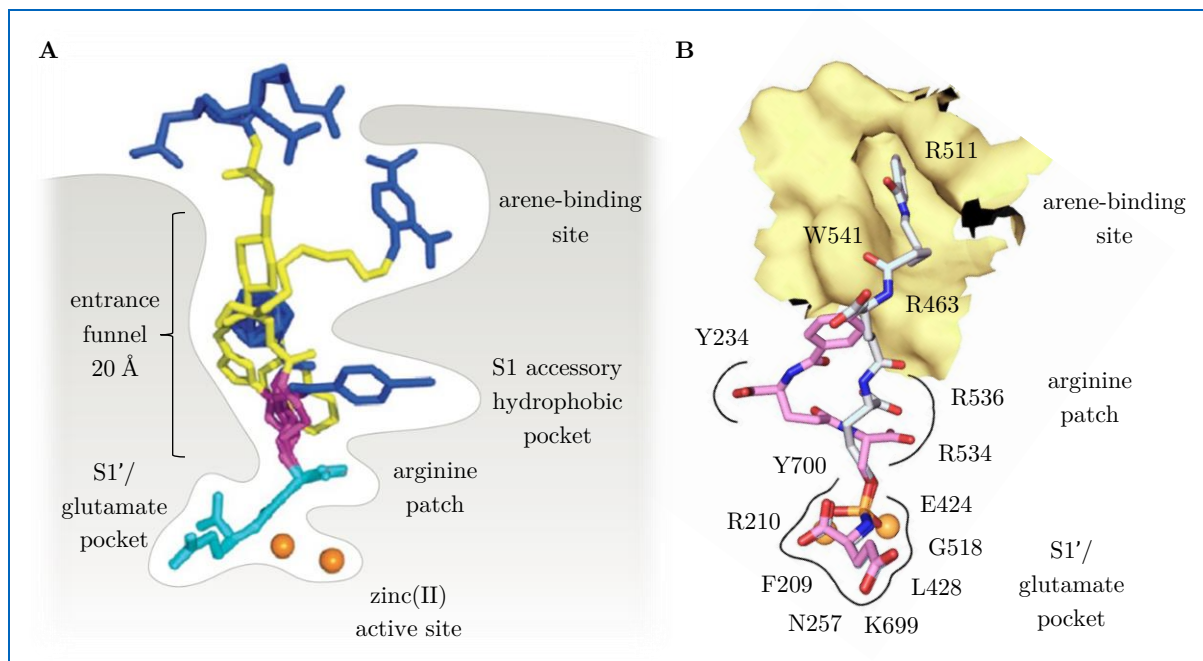 A
arene-binding
site
entrance
funnel
20 Å
S1 accessory
hydrophobic
pocket
S1’/
glutamate
pocket
arginine
patch
zinc(II)
active site
B
R511
arene-binding
site
W541
R463
Y234
R536
arginine
patch
R534
Y700
E424
R210
G518
S1’/
glutamate
pocket
F209
L428
N257
K699